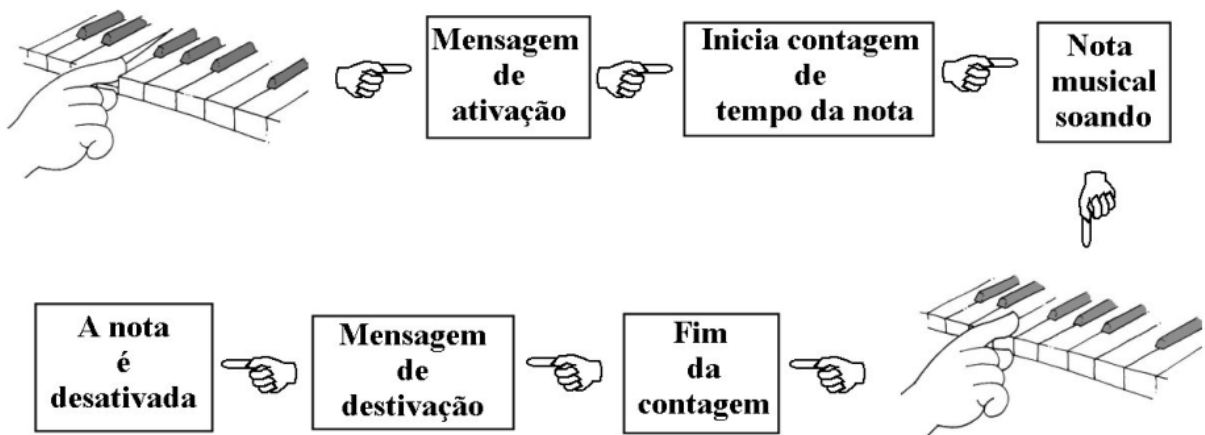 Mensagem
de
ativação
Inicia contagem
de
tempo da nota
Nota
musical
soando
A nota
é
desativada
Mensagem
de
destivação
Fim
da
contagem